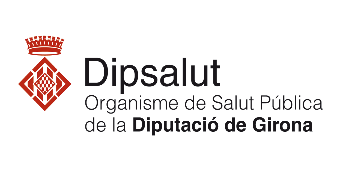 Dipsalut
Organisme de Salut Pública
de la Diputació de Girona